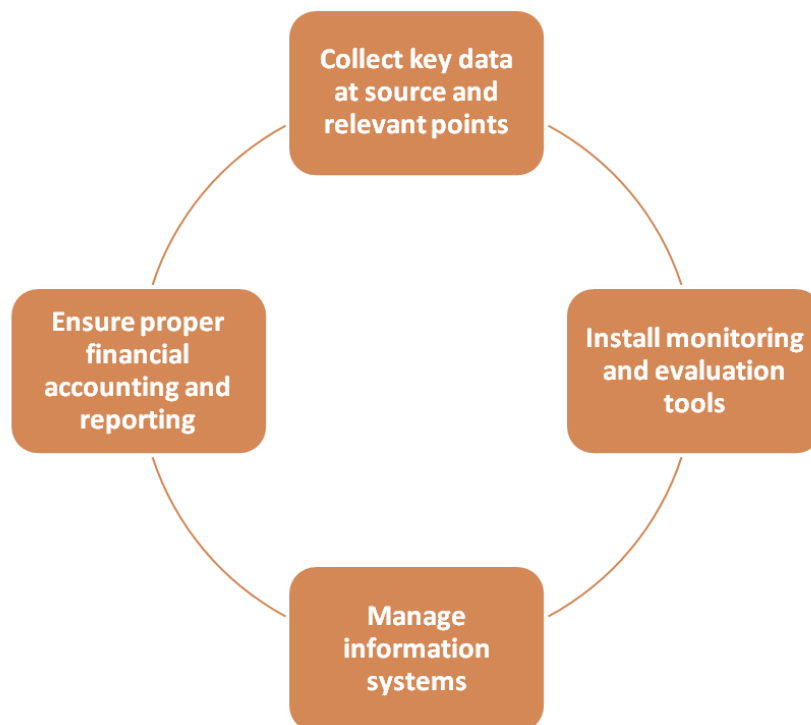 Collect key data
at source and
relevant points
Install monitoring
and evaluation
tools
Manage
information
systems
Ensure proper
financial
accounting and
reporting